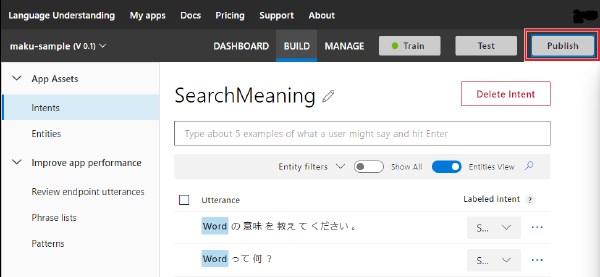 Language Understanding My apps Docs Pricing Support About
maku-sample (V 0.1) DASHBOARD BUILD MANAGE Train Test Publish
App Assets
Intents
Entities
Improve app performance
Review endpoint utterances
Phrase lists
Patterns
SearchMeaning Delete Intent
Type about 5 examples of what a user might say and hit Enter
Entity filters Show All Entities View
Utterance Labeled intent ?
Word の 意味 を 教え て ください 。 S... ...
Word って 何 ? S... ...